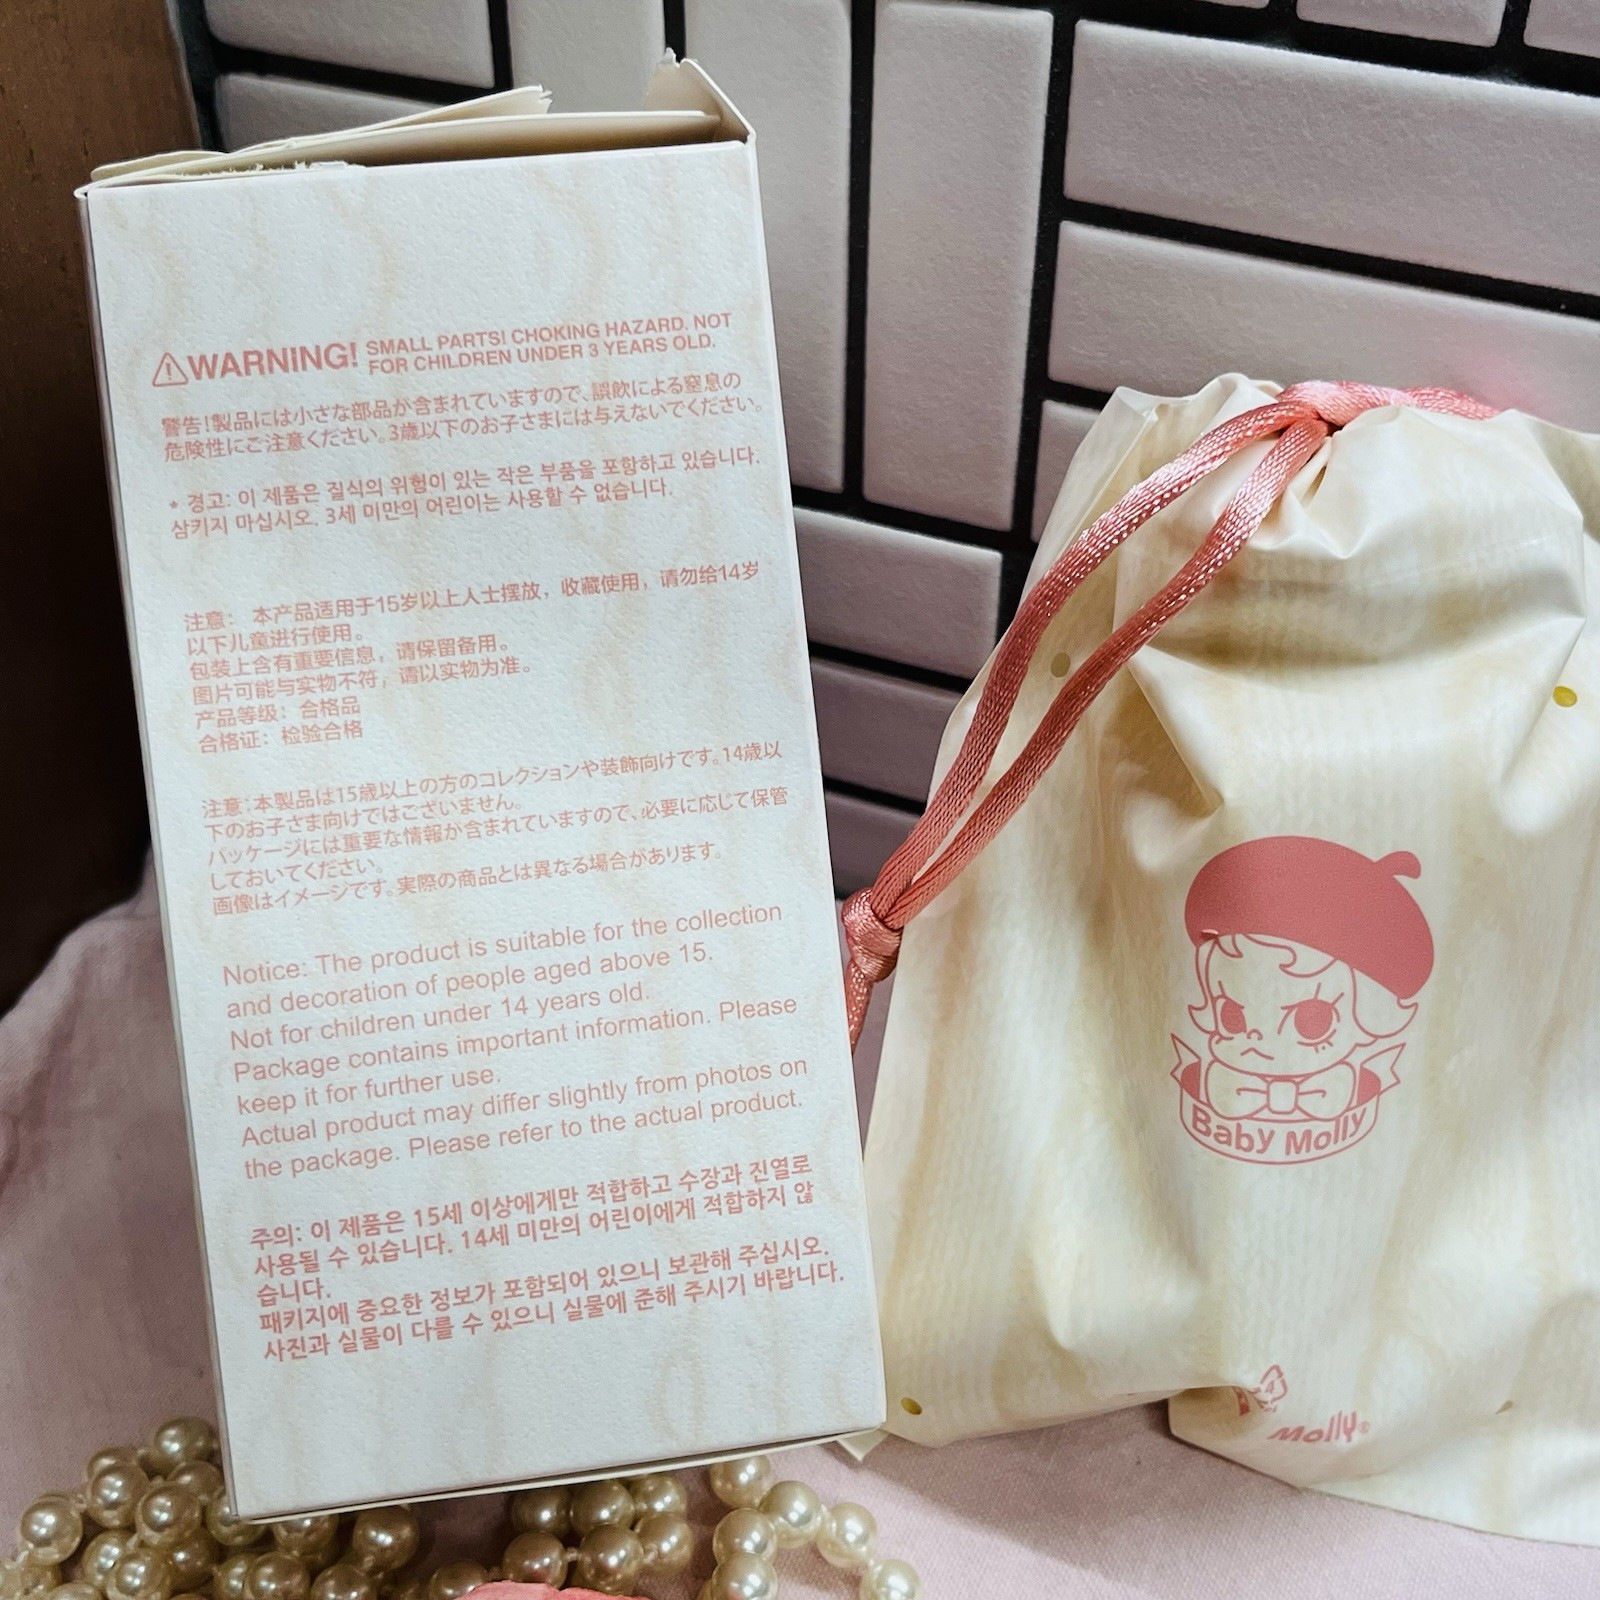 WARNING! SMALL PARTS! CHOKING HAZARD. NOT
FOR CHILDREN UNDER 3 YEARS OLD.
警告!製品には小さな部品が含まれていますので、誤飲による窒息の
危険性にご注意ください。3歳以下のお子さまには与えないでください。
* 경고: 이 제품은 질식의 위험이 있는 작은 부품을 포함하고 있습니다.
삼키지 마십시오. 3세 미만의 어린이는 사용할 수 없습니다.
注意： 本产品适用于15岁以上人士摆放，收藏使用，请勿给14岁
以下儿童进行使用。
包装上含有重要信息，请保留备用。
图片可能与实物不符，请以实物为准。
产品等级：合格品
合格证：检验合格
注意:本製品は15歳以上の方のコレクションや装飾向けです。14歳以
下のお子さま向けではございません。
パッケージには重要な情報が含まれていますので、必要に応じて保管
しておいてください。
画像はイメージです。実際の商品とは異なる場合があります。
Notice: The product is suitable for the collection
and decoration of people aged above 15.
Not for children under 14 years old.
Package contains important information. Please
keep it for further use.
Actual product may differ slightly from photos on
the package. Please refer to the actual product.
주의: 이 제품은 15세 이상에게만 적합하고 수장과 진열로
사용될 수 있습니다. 14세 미만의 어린이에게 적합하지 않
습니다.
패키지에 중요한 정보가 포함되어 있으니 보관해 주십시오.
사진과 실물이 다를 수 있으니 실물에 준해 주시기 바랍니다.
Baby Molly
4
Molly®